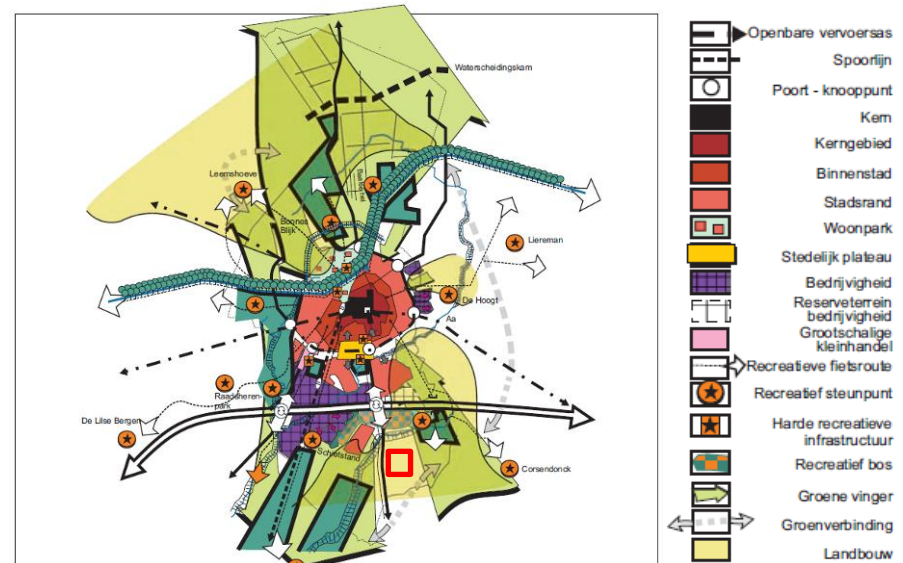 Waterscheidingskam
Leemshoeve
Boones
Blijk
Liereman
De Hoogt
Aa
Raadsheren-
park
De Lilse Bergen
Schietstand
Corsendonck
Openbare vervoersas
Spoorlijn
Poort - knooppunt
Kern
Kerngebied
Binnenstad
Stadsrand
Woonpark
Stedelijk plateau
Bedrijvigheid
Reserveterrein
bedrijvigheid
Grootschalige
kleinhandel
Recreatieve fietsroute
Recreatief steunpunt
Harde recreatieve
infrastructuur
Recreatief bos
Groene vinger
Groenverbinding
Landbouw